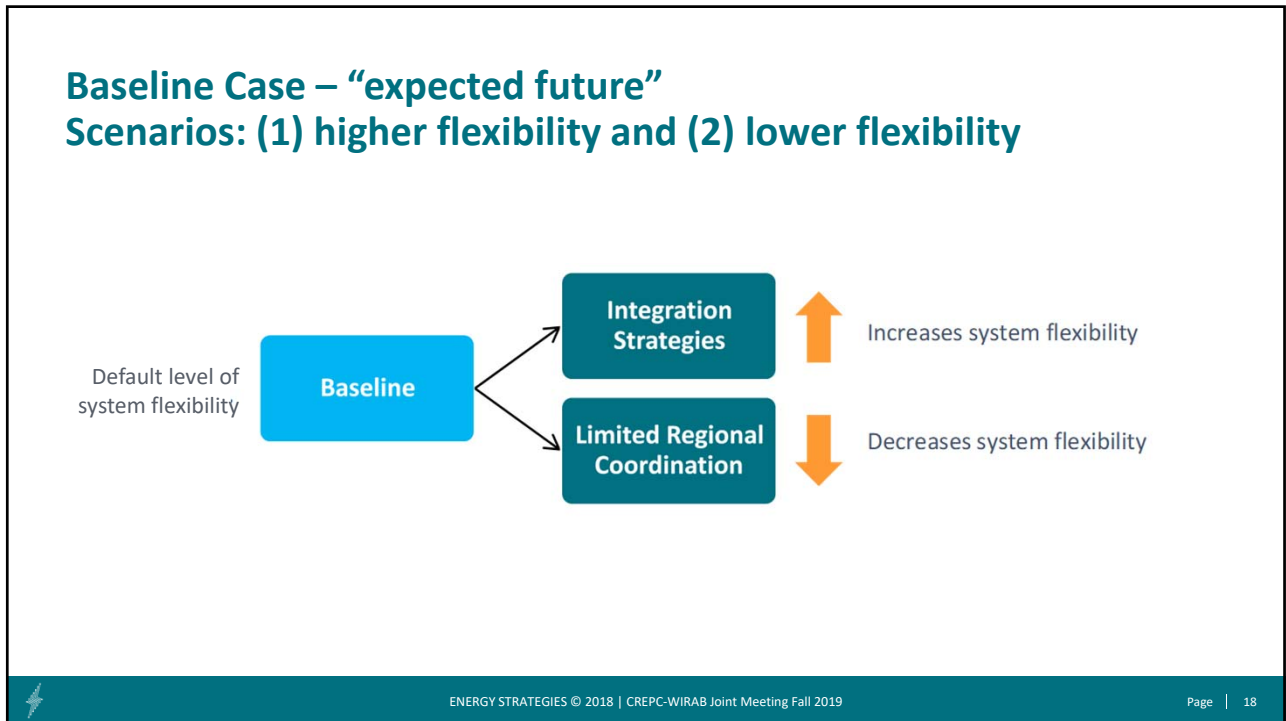 Baseline Case – “expected future”
Scenarios: (1) higher flexibility and (2) lower flexibility
Default level of
system flexibility
Baseline
Integration
Strategies
Increases system flexibility
Limited Regional
Coordination
Decreases system flexibility
ENERGY STRATEGIES © 2018 | CREPC-WIRAB Joint Meeting Fall 2019
Page | 18